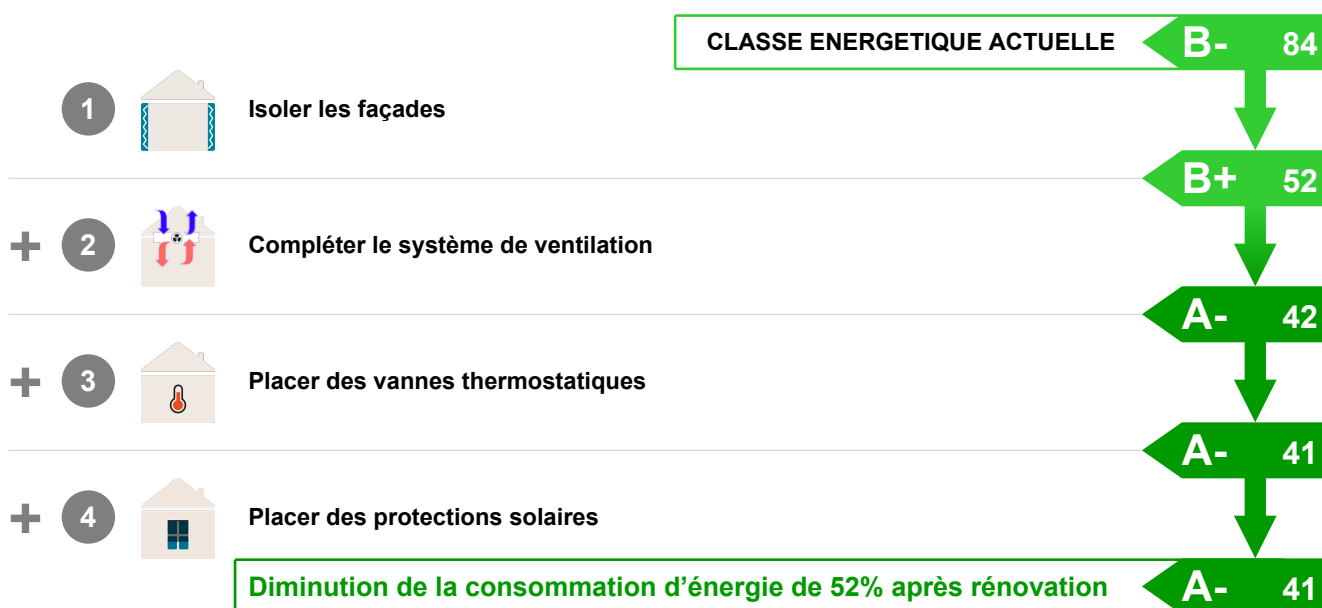 CLASSE ENERGETIQUE ACTUELLE B- 84
1 Isoler les façades
B+ 52
+ 2 Compléter le système de ventilation
A- 42
+ 3 Placer des vannes thermostatiques
A- 41
+ 4 Placer des protections solaires
Diminution de la consommation d’énergie de 52% après rénovation A- 41